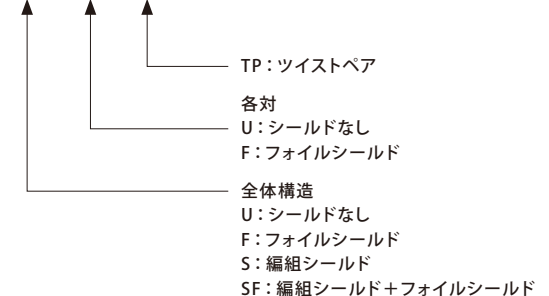 TP：ツイストペア
各対
U：シールドなし
F：フォイルシールド
全体構造
U：シールドなし
F：フォイルシールド
S：編組シールド
SF：編組シールド＋フォイルシールド